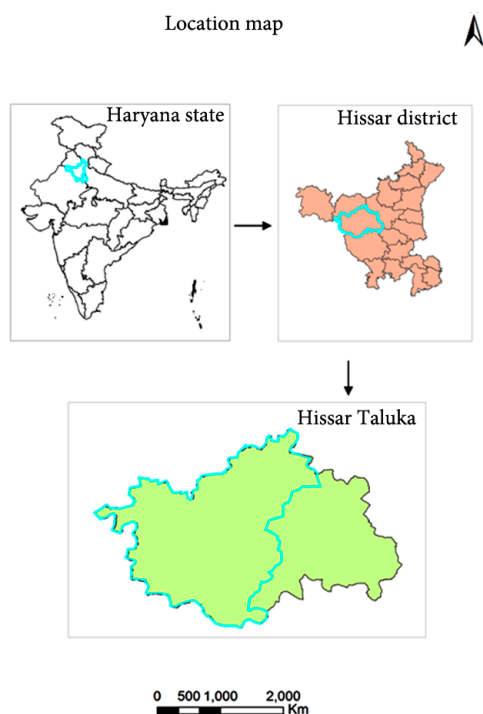 Location map
Haryana state
Hissar district
Hissar Taluka
0 500 1,000 2,000
Km